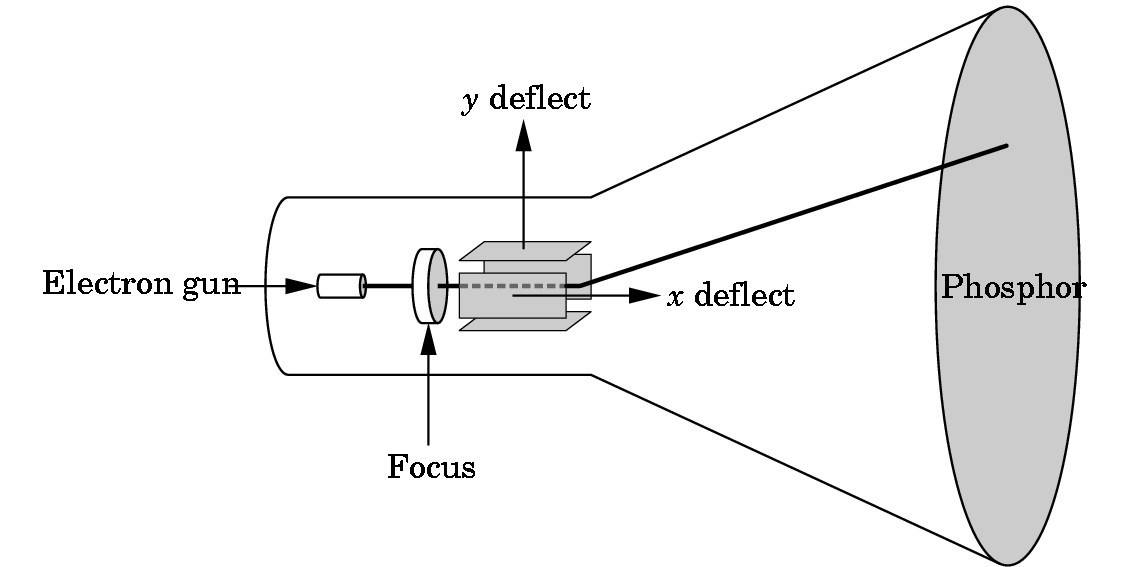 y deflect
Electron gun
x deflect
Phosphor
Focus